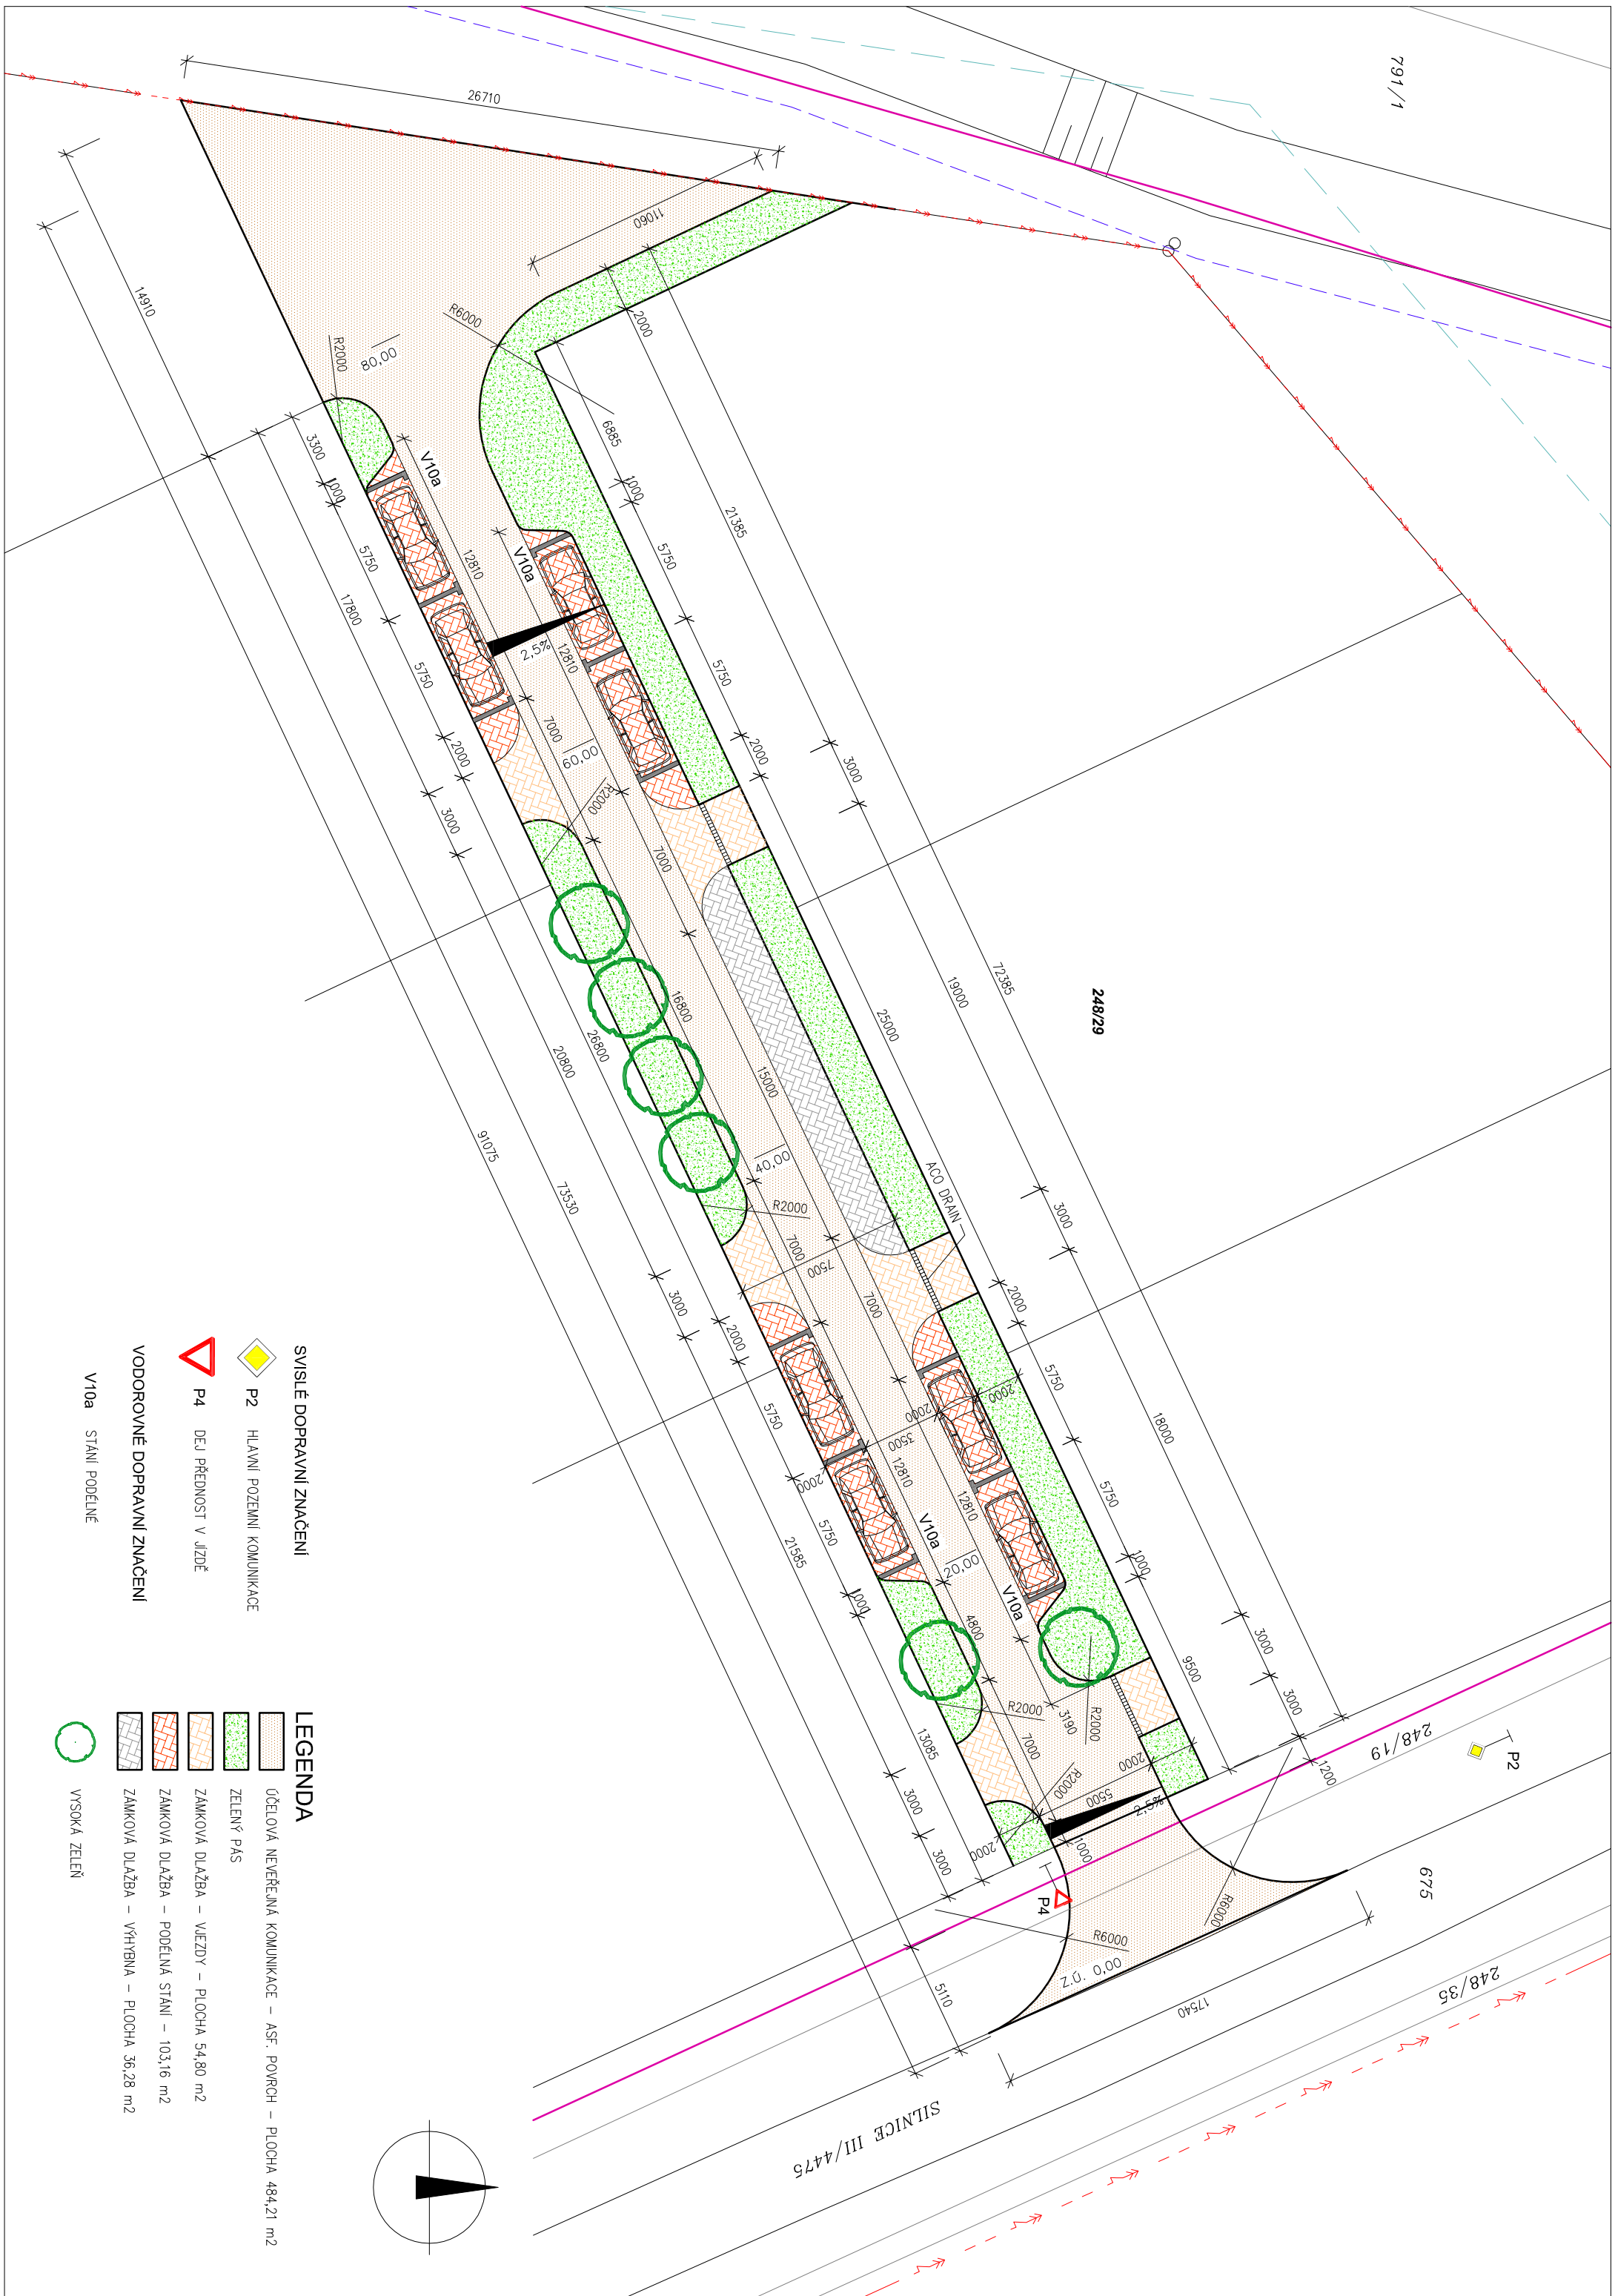 791/1
26710
11060
14910
R6000
2000
R2000
80,00
3300
1000
V10a
6885
1000
21385
5750
12810
V10a
5750
17800
2,5%
12810
5750
5750
7000
60,00
2000
2000
3000
3000
R2000
7000
72385
19000
248/29
25000
16800
15000
26800
20800
91075
73530
40,00
ACO DRAIN
R2000
7000
7500
3000
7000
3000
2000
2000
5750
2000
2000
3500
18000
5750
12810
2000
12810
5750
5750
21585
V10a
20,00
V10a
1000
1000
4800
3000
9500
R2000
3190
R2000
7000
3000
13085
R2000
5500
2000
2,5%
1200
2000
1000
3000
3000
248/19
P2
675
P4
R6000
R6000
Z.Ú. 0,00
17540
5110
248/35
SILNICE III/4475
SVISLÉ DOPRAVNÍ ZNAČENÍ
P2 HLAVNÍ POZEMNÍ KOMUNIKACE
P4 DEJ PŘEDNOST V JÍZDĚ
VODOROVNÉ DOPRAVNÍ ZNAČENÍ
V10a STÁNÍ PODÉLNÉ
LEGENDA
ÚČELOVÁ NEVEŘEJNÁ KOMUNIKACE – ASF. POVRCH – PLOCHA 484,21 m2
ZELENÝ PÁS
ZÁMKOVÁ DLAŽBA – VJEZDY – PLOCHA 54,80 m2
ZÁMKOVÁ DLAŽBA – PODÉLNÁ STÁNÍ – 103,16 m2
ZÁMKOVÁ DLAŽBA – VÝHYBNA – PLOCHA 36,28 m2
VYSOKÁ ZELEŇ